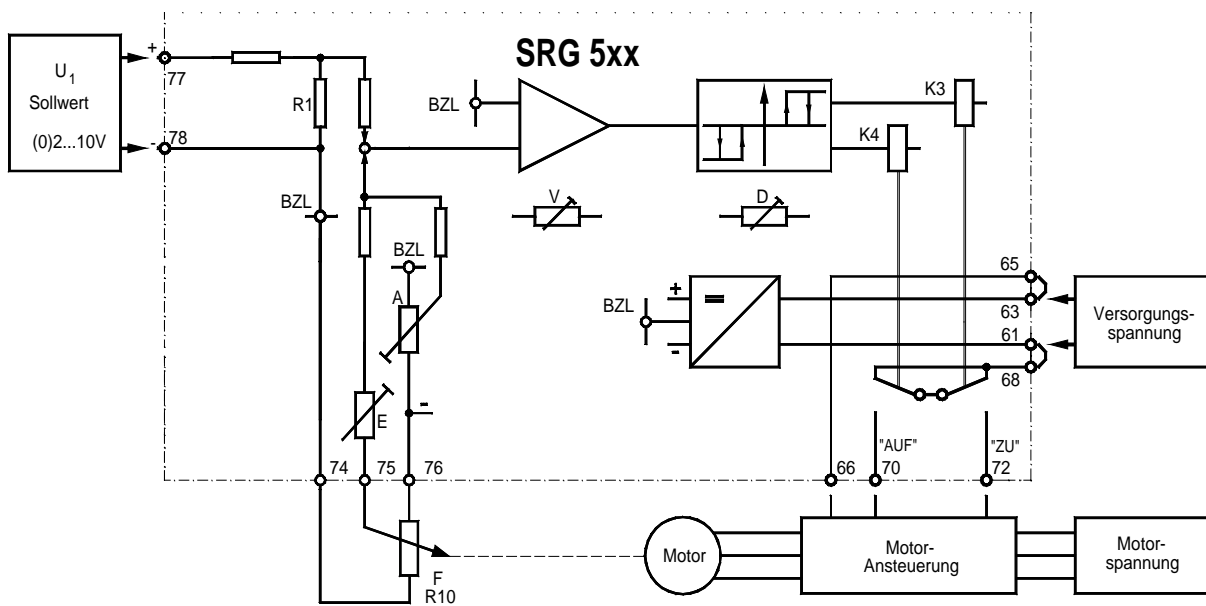 SRG 5xx
U1
Sollwert
(0)2...10V
+
77
-
78
R1
BZL
BZL
K3
K4
V
D
BZL
A
E
-
BZL
+
=
-
65
63
61
68
Versorgungs-
spannung
"AUF"
"ZU"
74
75
76
66
70
72
F
R10
Motor
Motor-
Ansteuerung
Motor-
spannung